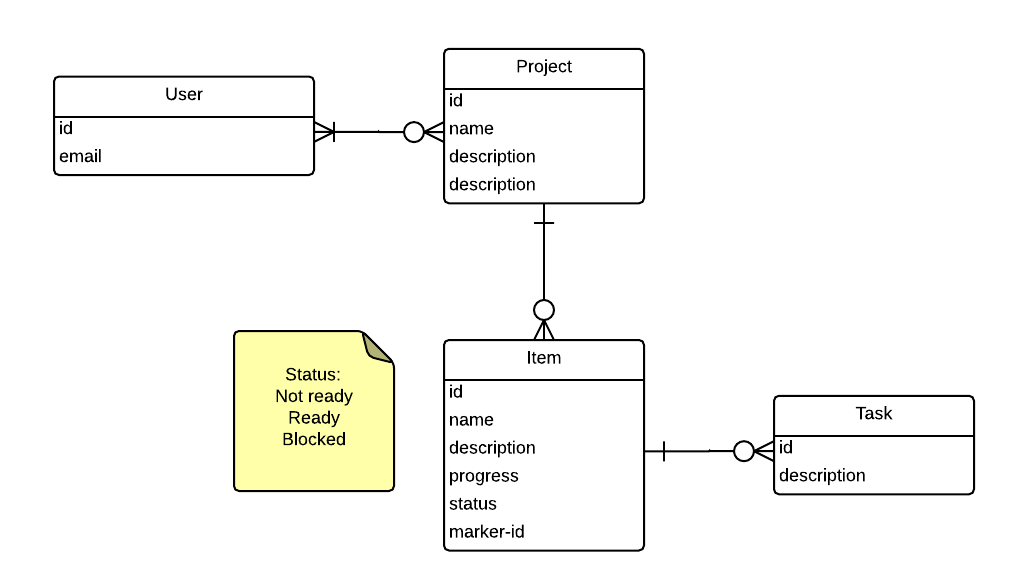 User
id
email
Project
id
name
description
description
Status:
Not ready
Ready
Blocked
Item
id
name
description
progress
status
marker-id
Task
id
description